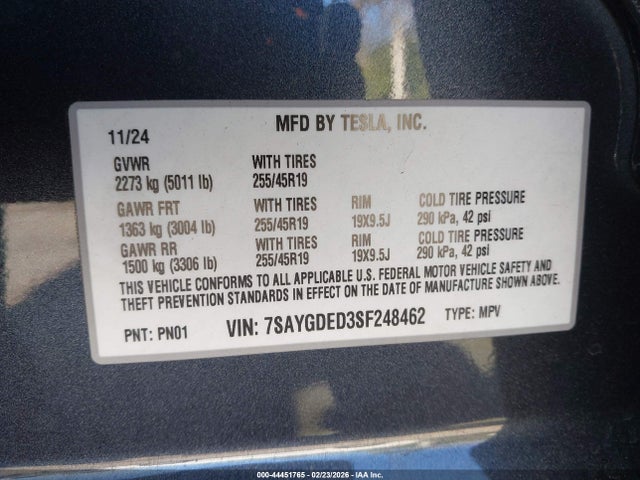 MFD BY TESLA, INC.
11/24
GVWR WITH TIRES
2273 kg (5011 lb) 255/45R19
GAWR FRT WITH TIRES RIM COLD TIRE PRESSURE
1363 kg (3004 lb) 255/45R19 19X9.5J 290 kPa, 42 psi
GAWR RR WITH TIRES RIM COLD TIRE PRESSURE
1500 kg (3306 lb) 255/45R19 19X9.5J 290 kPa, 42 psi
THIS VEHICLE CONFORMS TO ALL APPLICABLE U.S. FEDERAL MOTOR VEHICLE SAFETY AND
THEFT PREVENTION STANDARDS IN EFFECT ON THE DATE OF MANUFACTURE SHOWN ABOVE.
PNT: PN01 VIN: 7SAYGDED3SF248462 TYPE: MPV
000-44451765 - 02/23/2026 - IAA Inc.